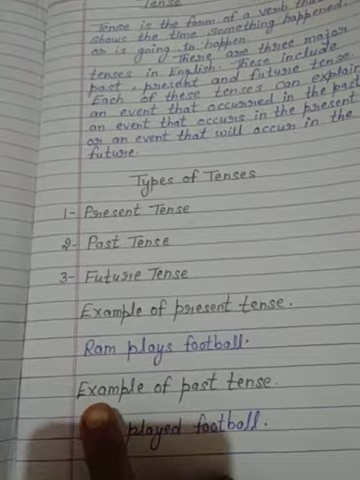 Tense
Tense is the form of a verb that
shows the time something happened
or is going to happen.
There are three major
tenses in English. These include
past, present and future tense.
Each of these tenses can explain
an event that occurried in the past
an event that occurs in the present
or an event that will occur in the
future.
Types of Tenses
1- Present Tense
2- Past Tense
3- Future Tense
Example of present tense.
Ram plays football.
Example of past tense.
played football.